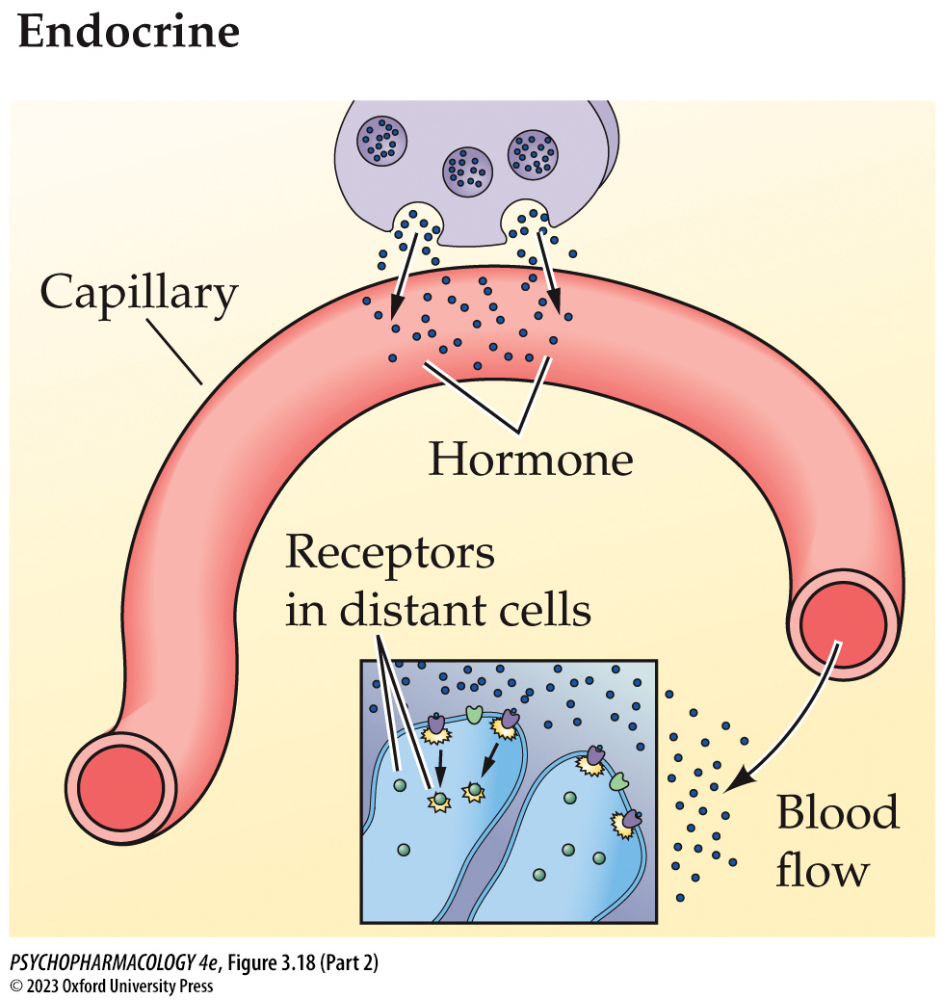 Endocrine
Capillary
Hormone
Receptors
in distant cells
Blood
flow
PSYCHOPHARMACOLOGY 4e, Figure 3.18 (Part 2)
© 2023 Oxford University Press